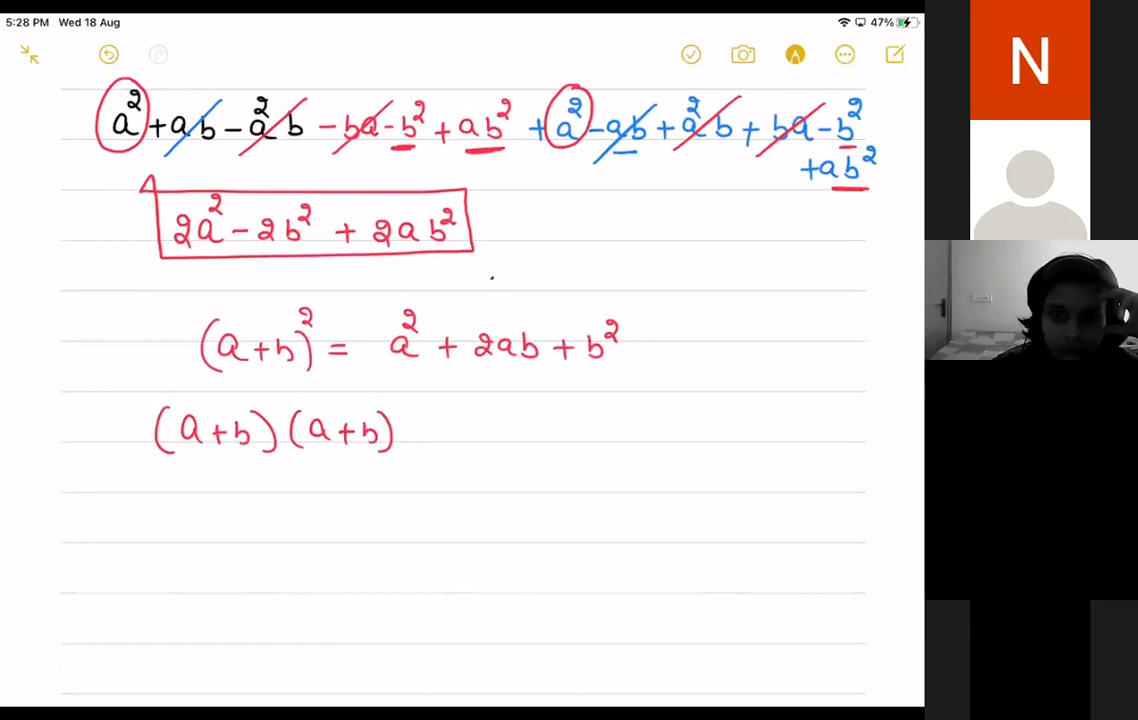 5:28 PM Wed 18 Aug 47%
N
a² + ab - a²b - ba - b² + ab² + a² - ab + a²b + ba - b²
+ab²
2a² - 2b² + 2ab²
(a+b)² = a² + 2ab + b²
(a+b)(a+b)